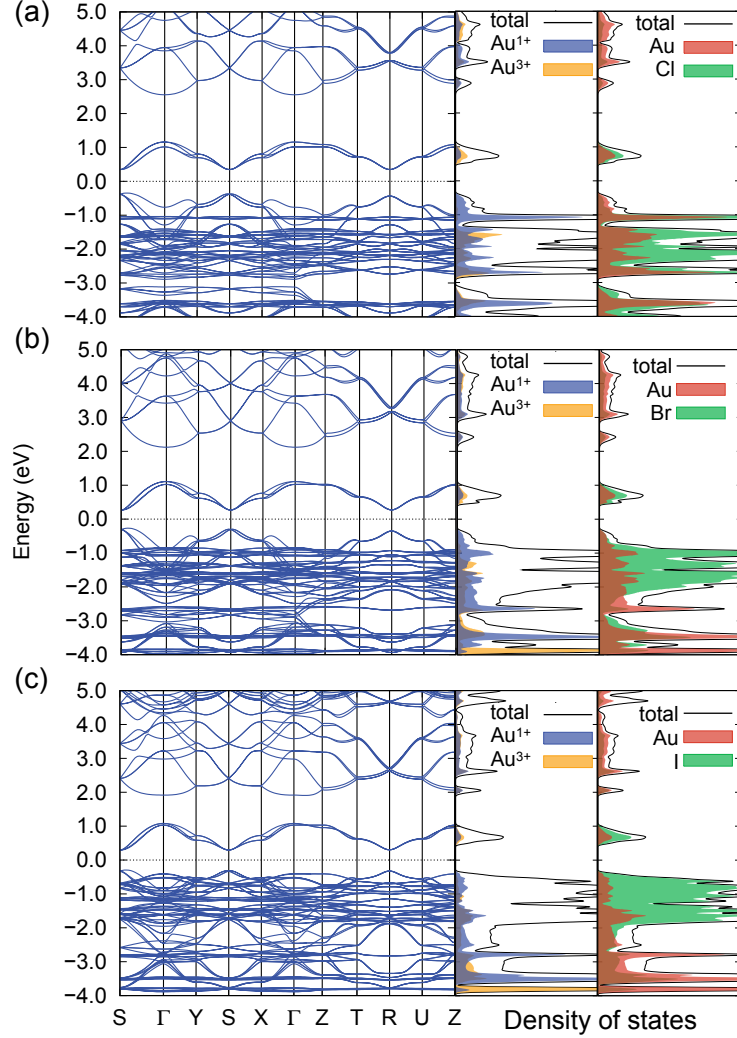 (a)
5.0
4.0
3.0
2.0
1.0
0.0
−1.0
−2.0
−3.0
−4.0
total
Au1+
Au3+
total
Au
Cl
(b)
5.0
4.0
3.0
2.0
1.0
0.0
−1.0
−2.0
−3.0
−4.0
total
Au1+
Au3+
total
Au
Br
Energy (eV)
(c)
5.0
4.0
3.0
2.0
1.0
0.0
−1.0
−2.0
−3.0
−4.0
total
Au1+
Au3+
total
Au
I
S Γ Y S X Γ Z T R U Z
Density of states